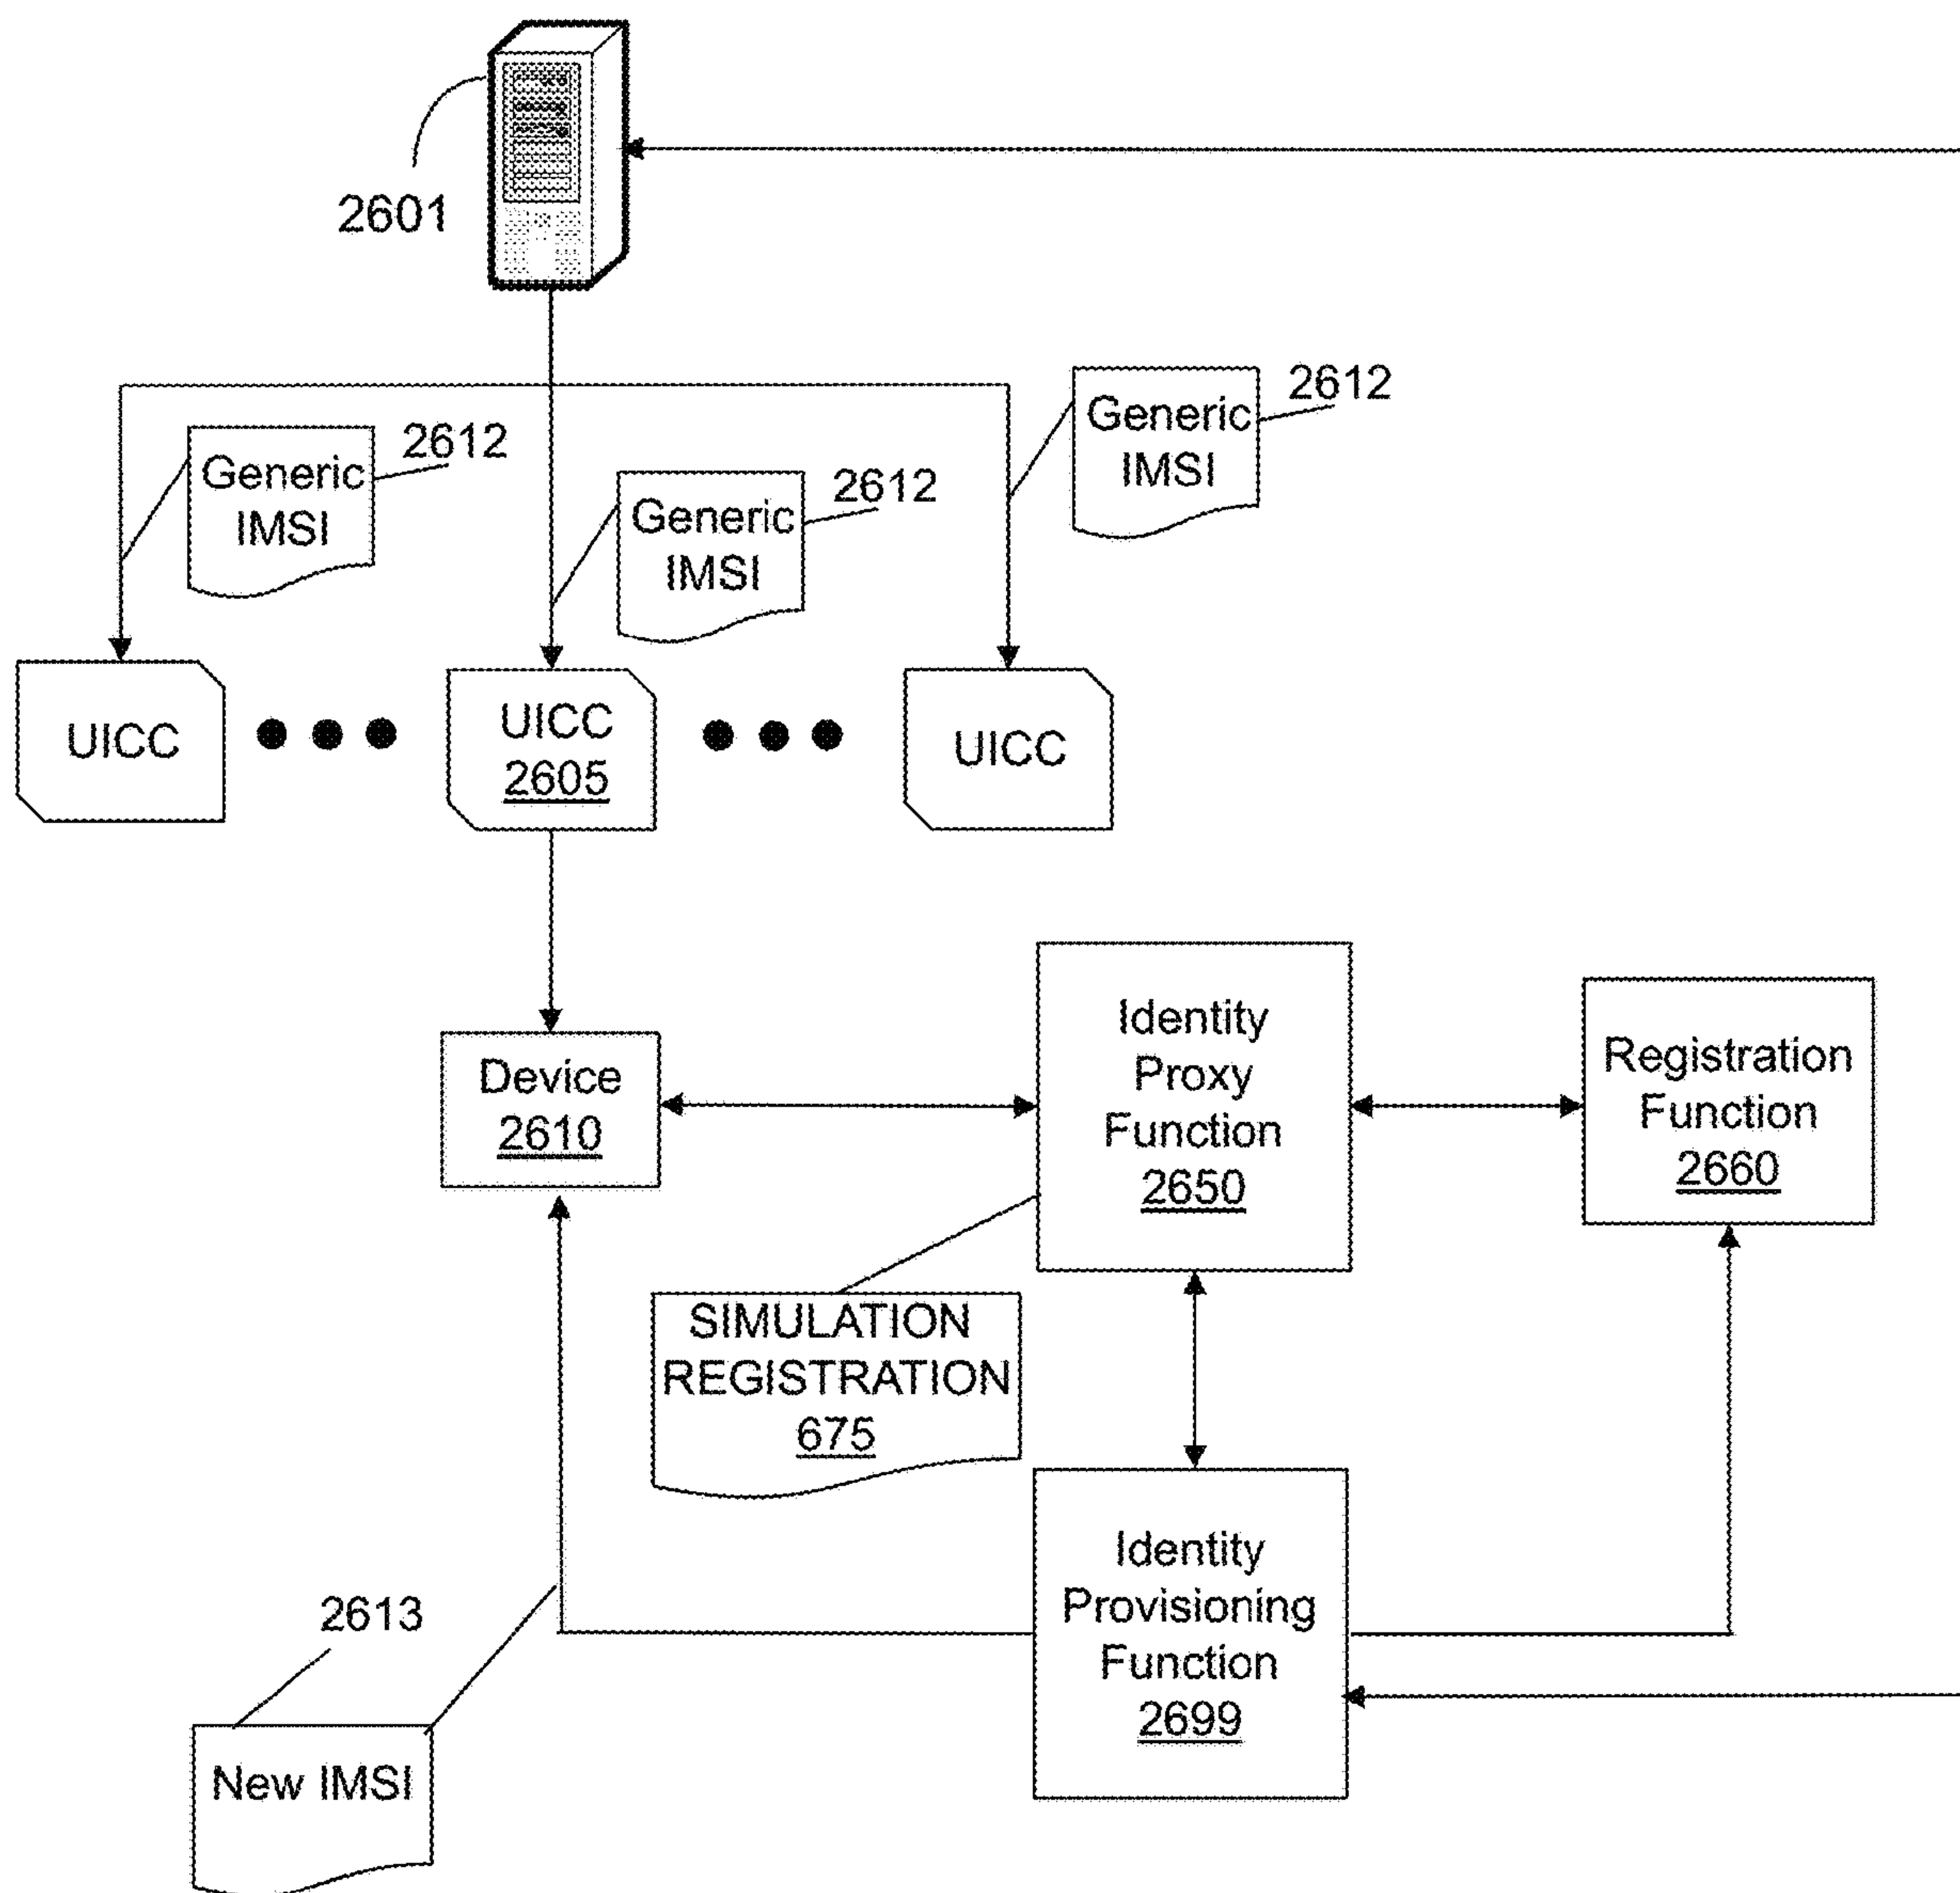 2601
Generic
IMSI
2612
Generic
IMSI
2612
Generic
IMSI
2612
UICC
UICC
2605
UICC
Device
2610
Identity
Proxy
Function
2650
Registration
Function
2660
SIMULATION
REGISTRATION
675
Identity
Provisioning
Function
2699
2613
New IMSI